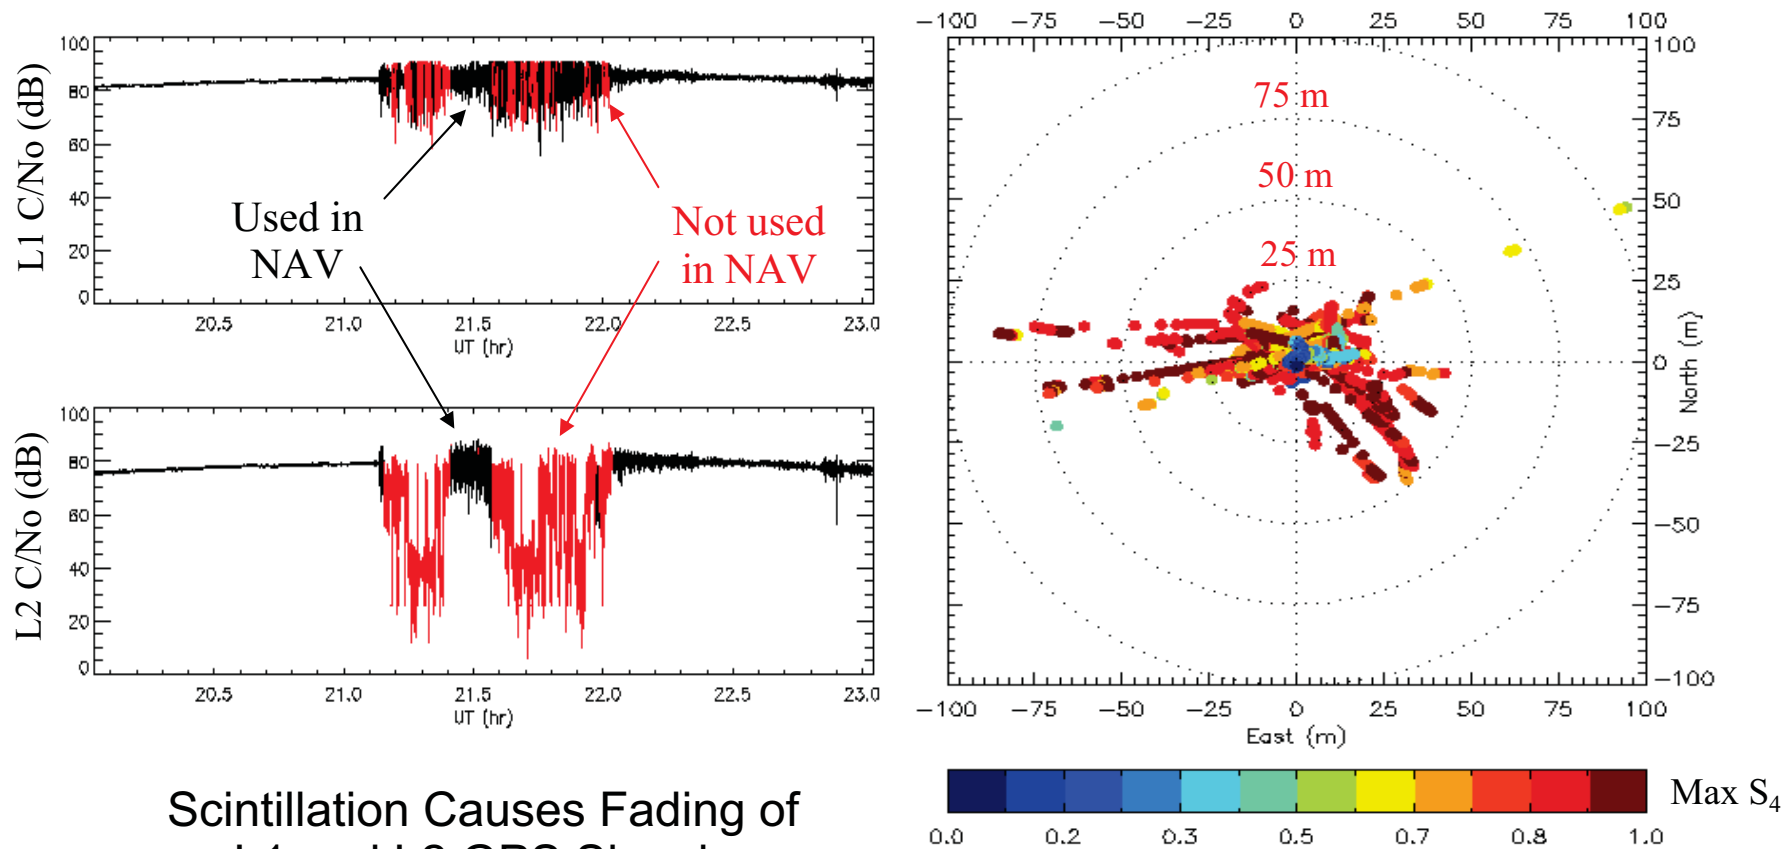 L1 C/No (dB)
100
80
60
40
20
0
20.5 21.0 21.5 22.0 22.5 23.0
UT (hr)
Used in
NAV
Not used
in NAV
L2 C/No (dB)
100
80
60
40
20
0
20.5 21.0 21.5 22.0 22.5 23.0
UT (hr)
Scintillation Causes Fading of
−100 −75 −50 −25 0 25 50 75 100
100
75
50
25
0
−25
−50
−75
−100
North (m)
75 m
50 m
25 m
−100 −75 −50 −25 0 25 50 75 100
East (m)
Max S4
0.0 0.2 0.3 0.5 0.7 0.8 1.0